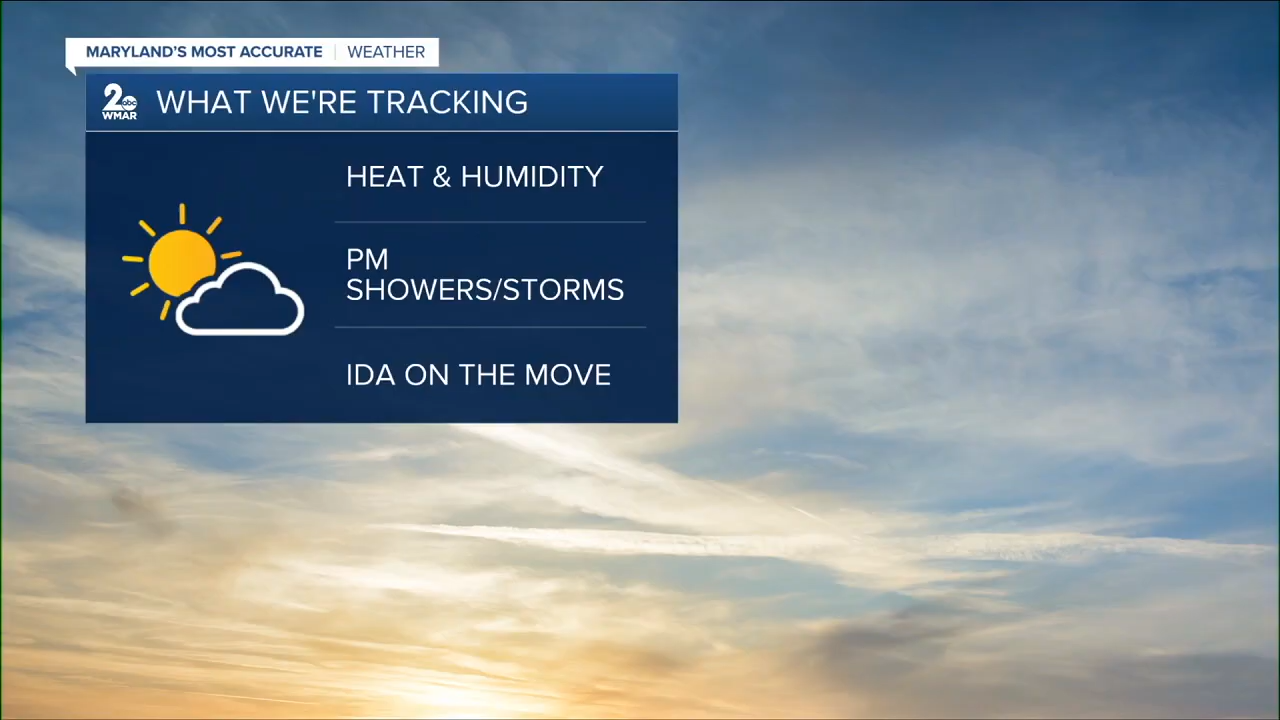 MARYLAND'S MOST ACCURATE | WEATHER
2 abc
WMAR
WHAT WE'RE TRACKING
HEAT & HUMIDITY
PM
SHOWERS/STORMS
IDA ON THE MOVE